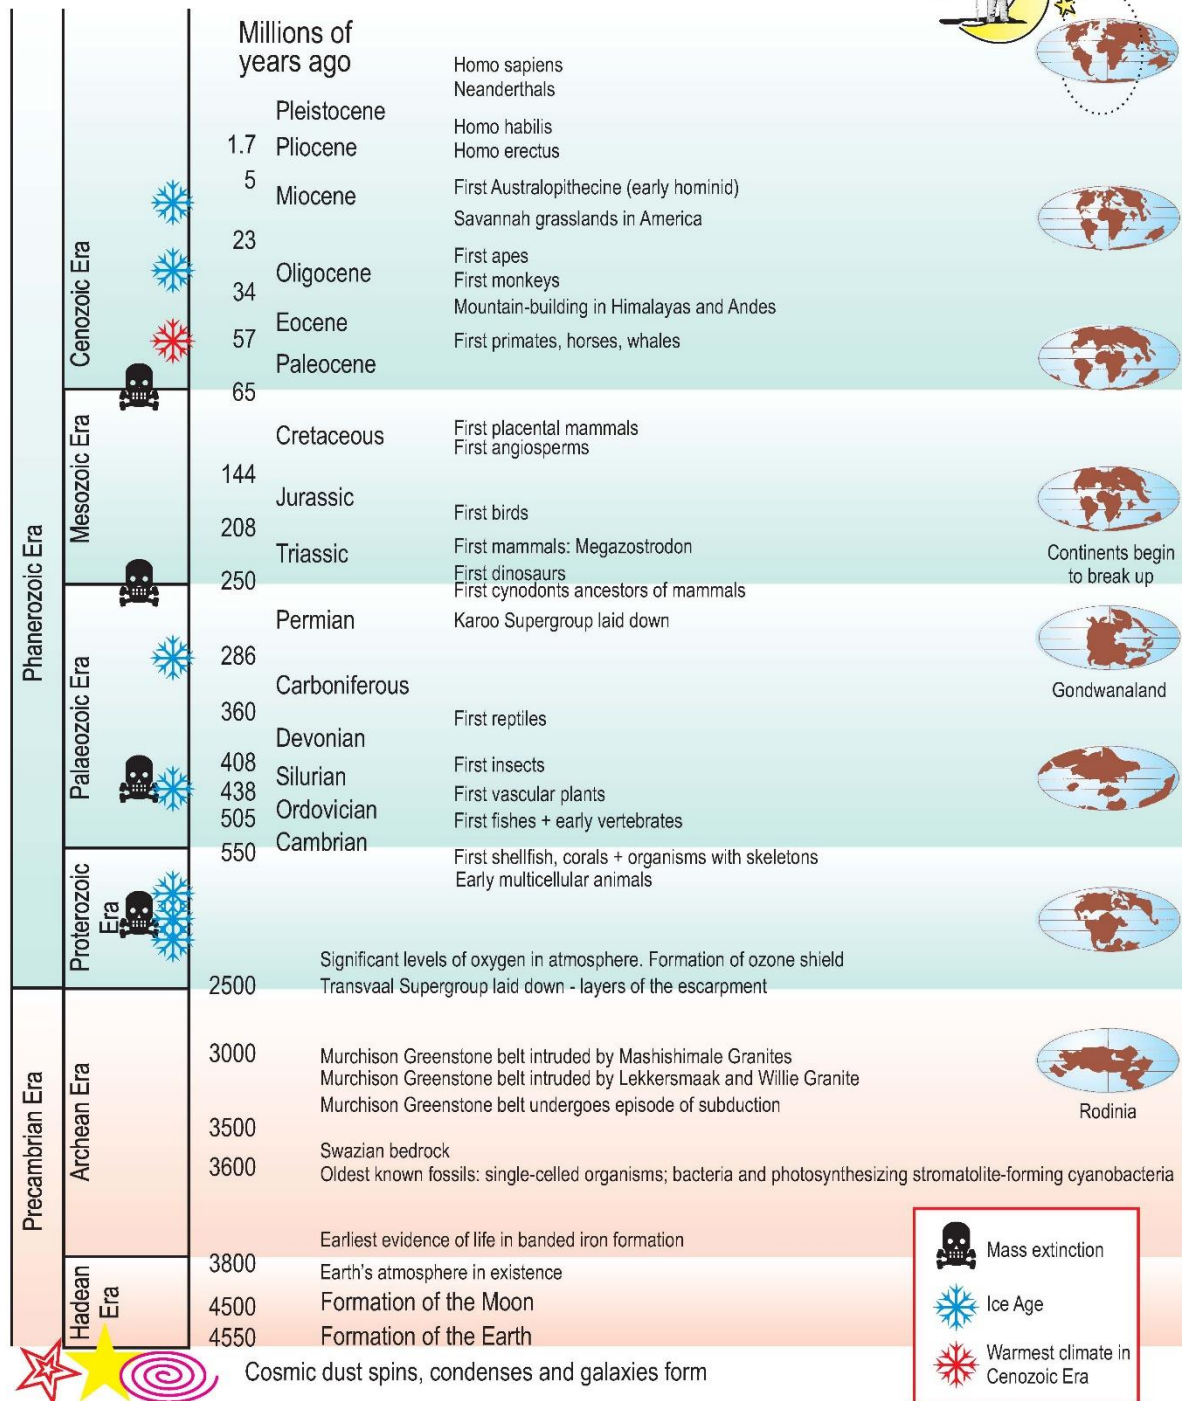 Millions of
years ago
Homo sapiens
Neanderthals
Pleistocene
Homo habilis
1.7 Pliocene
Homo erectus
5
Miocene
First Australopithecine (early hominid)
Savannah grasslands in America
23
First apes
Oligocene
First monkeys
34
Mountain-building in Himalayas and Andes
Eocene
57
First primates, horses, whales
Paleocene
65
Cenozoic Era
Cretaceous
First placental mammals
First angiosperms
144
Jurassic
First birds
208
Triassic
First mammals: Megazostrodon
First dinosaurs
250
First cynodonts ancestors of mammals
Mesozoic Era
Continents begin
to break up
Permian
Karoo Supergroup laid down
286
Gondwanaland
Carboniferous
360
First reptiles
Devonian
408
First insects
Silurian
438
First vascular plants
Ordovician
505
First fishes + early vertebrates
Cambrian
550
Palaeozoic Era
First shellfish, corals + organisms with skeletons
Early multicellular animals
Proterozoic
Era
Significant levels of oxygen in atmosphere. Formation of ozone shield
2500
Transvaal Supergroup laid down - layers of the escarpment
Phanerozoic Era
3000
Murchison Greenstone belt intruded by Mashishimale Granites
Murchison Greenstone belt intruded by Lekkersmaak and Willie Granite
Murchison Greenstone belt undergoes episode of subduction
Rodinia
3500
Swazian bedrock
3600
Oldest known fossils: single-celled organisms; bacteria and photosynthesizing stromatolite-forming cyanobacteria
Archean Era
Earliest evidence of life in banded iron formation
3800
Earth's atmosphere in existence
4500
Formation of the Moon
4550
Formation of the Earth
Hadean
Era
Precambrian Era
Cosmic dust spins, condenses and galaxies form
Mass extinction
Ice Age
Warmest climate in
Cenozoic Era